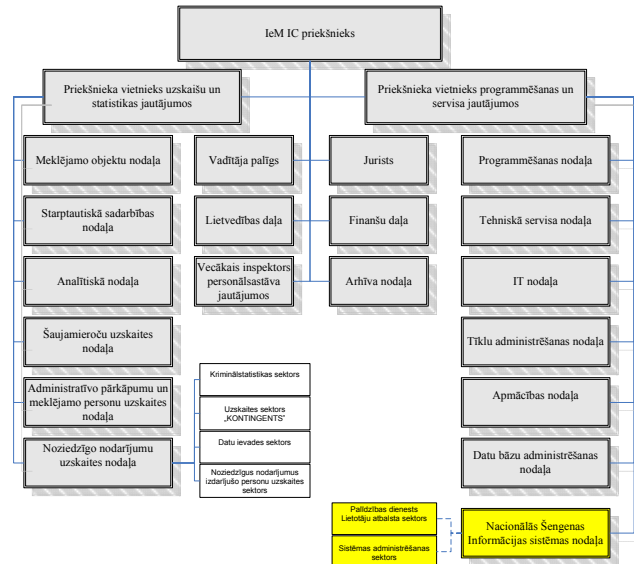 IeM IC priekšnieks
Priekšnieka vietnieks uzskaišu un
statistikas jautājumos
Priekšnieka vietnieks programmēšanas un
servisa jautājumos
Meklējamo objektu nodaļa
Vadītāja palīgs
Jurists
Programmēšanas nodaļa
Starptautiskā sadarbības
nodaļa
Lietvedības daļa
Finanšu daļa
Tehniskā servisa nodaļa
Analītiskā nodaļa
Vecākais inspektors
personālsastāva
jautājumos
Arhīva nodaļa
IT nodaļa
Šaujamieroču uzskaites
nodaļa
Tīklu administrēšanas nodaļa
Administratīvo pārkāpumu un
meklējamo personu uzskaites
nodaļa
Apmācības nodaļa
Noziedzīgo nodarījumu
uzskaites nodaļa
Kriminālstatistikas sektors
Uzskaites sektors
„KONTINGENTS”
Datu ievades sektors
Noziedzīgus nodarījumus
izdarījušo personu uzskaites
sektors
Datu bāzu administrēšanas
nodaļa
Palīdzības dienests
Lietotāju atbalsta sektors
Sistēmas administrēšanas
sektors
Nacionālās Šengenas
Informācijas sistēmas nodaļa